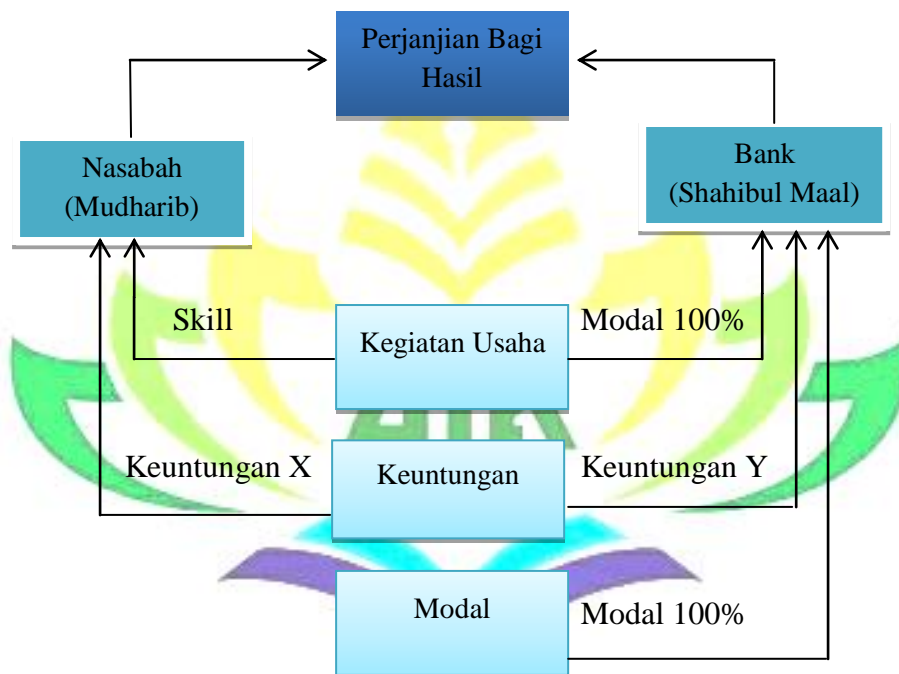 Perjanjian Bagi
Hasil
Nasabah
(Mudharib)
Bank
(Shahibul Maal)
Skill
Kegiatan Usaha
Modal 100%
Keuntungan X
Keuntungan
Keuntungan Y
Modal
Modal 100%